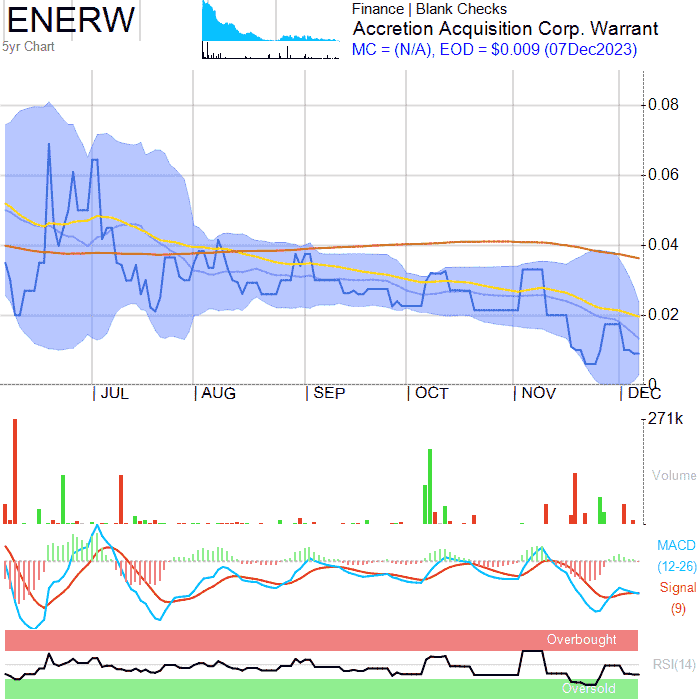 ENERW
5yr Chart
Finance | Blank Checks
Accretion Acquisition Corp. Warrant
MC = (N/A), EOD = $0.009 (07Dec2023)
0.08
0.06
0.04
0.02
0
JUL AUG SEP OCT NOV DEC
271k
Volume
MACD
(12-26)
Signal
(9)
Overbought
RSI(14)
Oversold